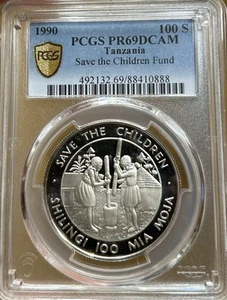 1990
100 S
PCGS PR69DCAM
Tanzania
Save the Children Fund
492132.69/88410888
PCGS
SAVE THE CHILDREN
SHILINGI 100 MIA MOJA